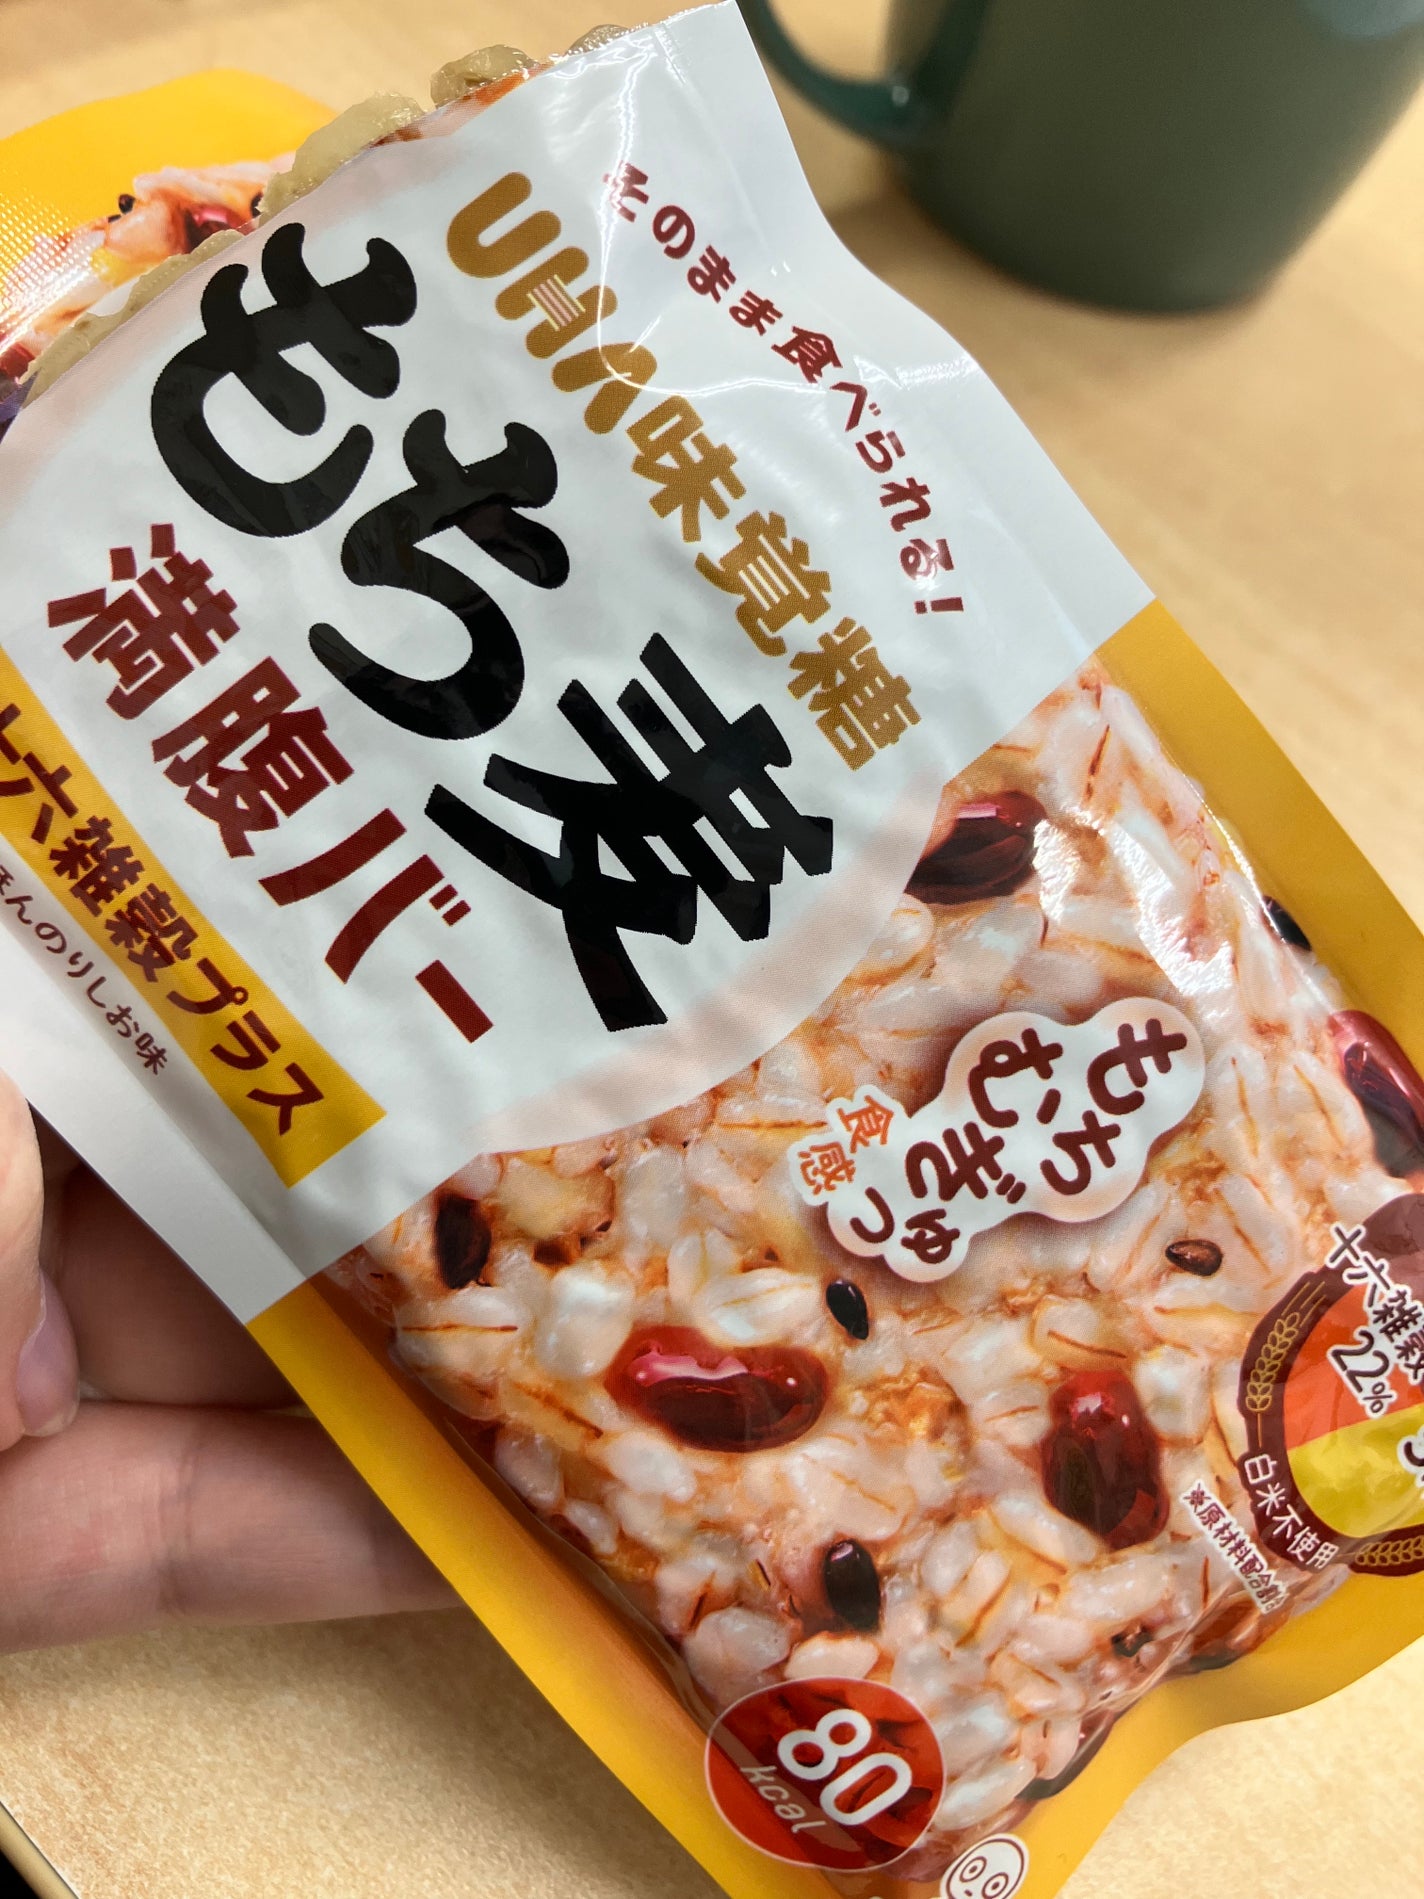 そのまま食べられる!
UHA味覚糖
もち麦
満腹バー
十六雑穀プラス
ほんのりしお味
もち
むぎゅっ
食感
十六雑穀
22%
白米不使用
※原材料配合割合
80
kcal